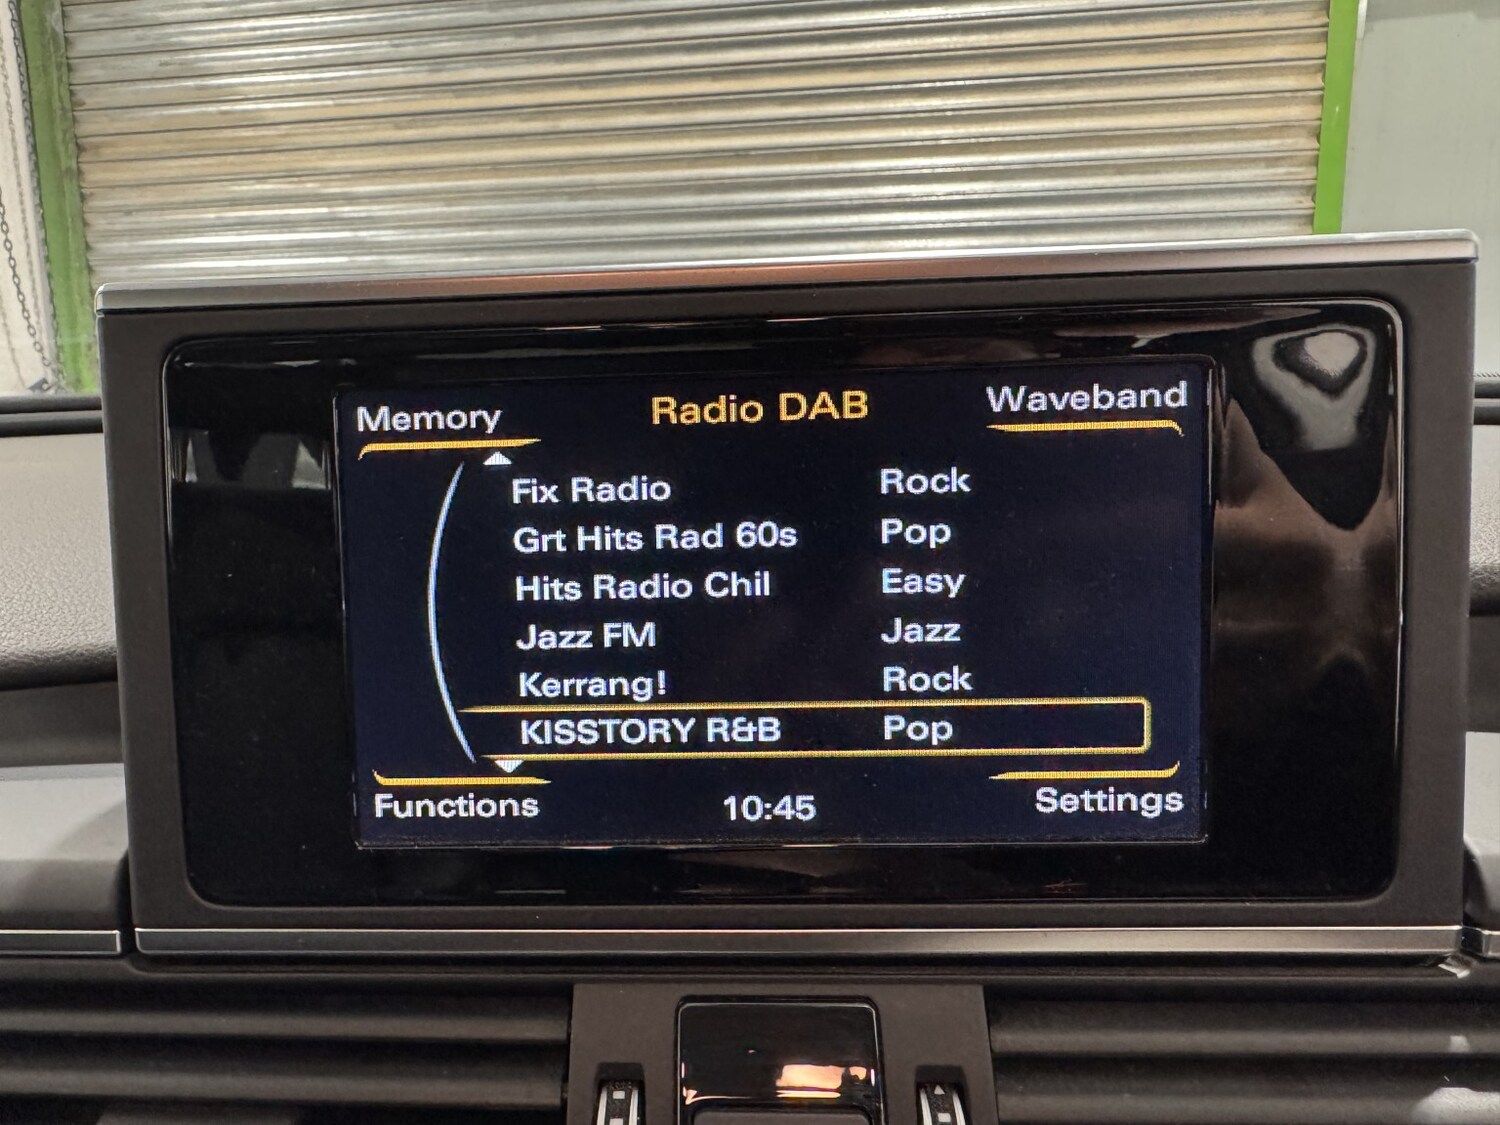 Memory Radio DAB Waveband
Fix Radio Rock
Grt Hits Rad 60s Pop
Hits Radio Chil Easy
Jazz FM Jazz
Kerrang! Rock
KISSTORY R&B Pop
Functions 10:45 Settings